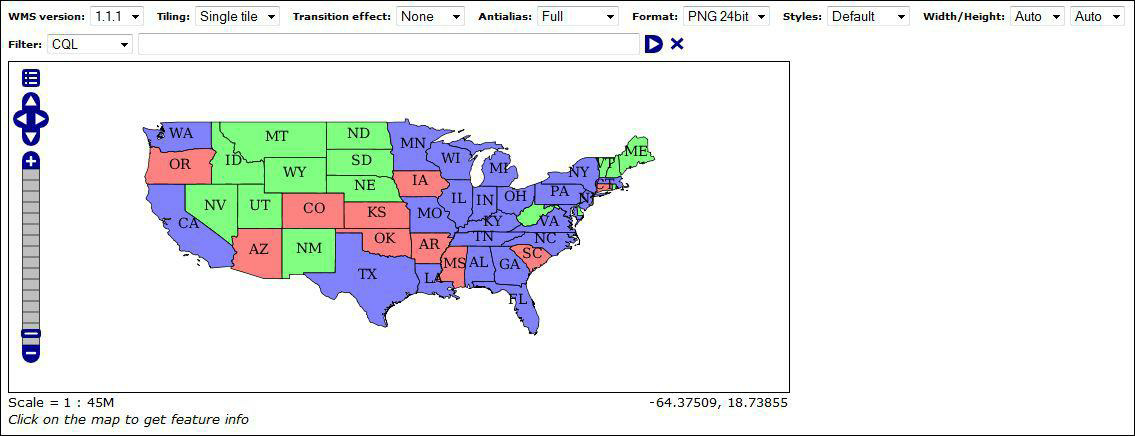 WMS version: 1.1.1 Tiling: Single tile Transition effect: None Antialias: Full Format: PNG 24bit Styles: Default Width/Height: Auto Auto
Filter: CQL
WA MT ND MN ME
OR ID SD WI MI NY
WY IA PA
NV UT NE IL IN OH
CA CO KS MO KY VA
AZ NM OK AR TN NC
TX LA MS AL GA SC
FL
Scale = 1 : 45M -64.37509, 18.73855
Click on the map to get feature info